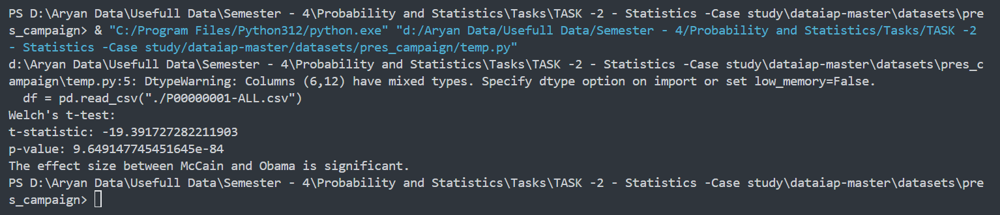 PS D:\Aryan Data\Usefull Data\Semester - 4\Probability and Statistics\Tasks\TASK -2 - Statistics -Case study\dataiap-master\datasets\pre
s_campaign> & "C:/Program Files/Python312/python.exe" "d:/Aryan Data/Usefull Data/Semester - 4/Probability and Statistics/Tasks/TASK -2
- Statistics -Case study/dataiap-master/datasets/pres_campaign/temp.py"
d:\Aryan Data\Usefull Data\Semester - 4\Probability and Statistics\Tasks\TASK -2 - Statistics -Case study\dataiap-master\datasets\pres_c
ampaign\temp.py:5: DtypeWarning: Columns (6,12) have mixed types. Specify dtype option on import or set low_memory=False.
  df = pd.read_csv("./P00000001-ALL.csv")
Welch's t-test:
t-statistic: -19.391727282211903
p-value: 9.649147745451645e-84
The effect size between McCain and Obama is significant.
PS D:\Aryan Data\Usefull Data\Semester - 4\Probability and Statistics\Tasks\TASK -2 - Statistics -Case study\dataiap-master\datasets\pre
s_campaign>